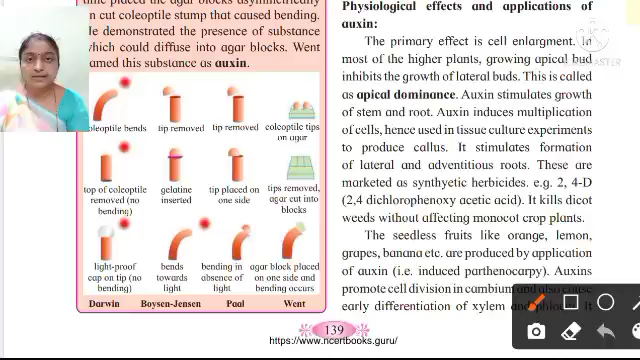 time placed the agar blocks asymmetrically
on cut coleoptile stump that caused bending.
He demonstrated the presence of substance
which could diffuse into agar blocks. Went
named this substance as auxin.
coleoptile bends
tip removed
tip removed
coleoptile tips
on agar
top of coleoptile
removed (no
bending)
gelatine
inserted
tip placed on
one side
tips removed,
agar cut into
blocks
light-proof
cap on tip (no
bending)
bends
towards
light
bending in
absence of
light
agar block placed
on one side and
bending occurs
Darwin
Boysen-Jensen
Paal
Went
Physiological effects and applications of
auxin:
The primary effect is cell enlargment. In
most of the higher plants, growing apical bud
inhibits the growth of lateral buds. This is called
as apical dominance. Auxin stimulates growth
of stem and root. Auxin induces multiplication
of cells, hence used in tissue culture experiments
to produce callus. It stimulates formation
of lateral and adventitious roots. These are
marketed as synthyetic herbicides. e.g. 2, 4-D
(2,4 dichlorophenoxy acetic acid). It kills dicot
weeds without affecting monocot crop plants.
The seedless fruits like orange, lemon,
grapes, banana etc. are produced by application
of auxin (i.e. induced parthenocarpy). Auxins
promote cell division in cambium and also cause
early differentiation of xylem and phloem. It
139
https://www.ncertbooks.guru/